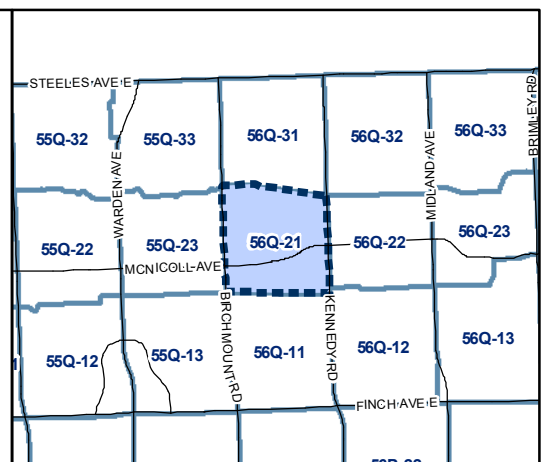 STEELES AVE E
55Q-32
55Q-33
56Q-31
56Q-32
56Q-33
BRIMLEY RD
WARDEN AVE
MIDLAND AVE
55Q-22
55Q-23
56Q-21
56Q-22
56Q-23
MCNICOLL AVE
BIRCHMOUNT RD
KENNEDY RD
55Q-12
55Q-13
56Q-11
56Q-12
56Q-13
FINCH AVE E